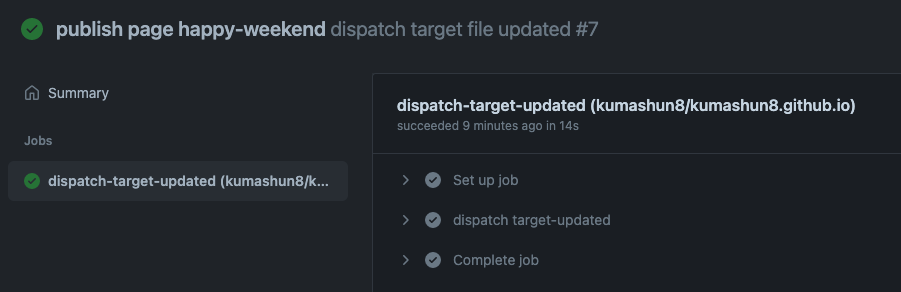 publish page happy-weekend dispatch target file updated #7
Summary
Jobs
dispatch-target-updated (kumashun8/k...
dispatch-target-updated (kumashun8/kumashun8.github.io)
succeeded 9 minutes ago in 14s
Set up job
dispatch target-updated
Complete job